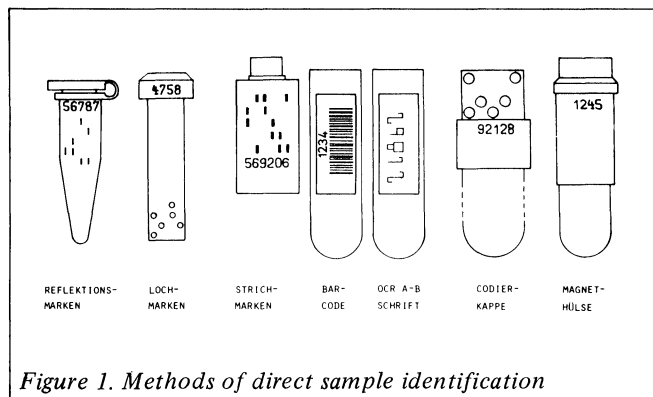 56787
4758
569206
1234
92128
1245
REFLEKTIONS-
MARKEN
LOCH-
MARKEN
STRICH-
MARKEN
BAR-
CODE
OCR A-B
SCHRIFT
CODIER-
KAPPE
MAGNET-
HÜLSE
Figure 1. Methods of direct sample identification